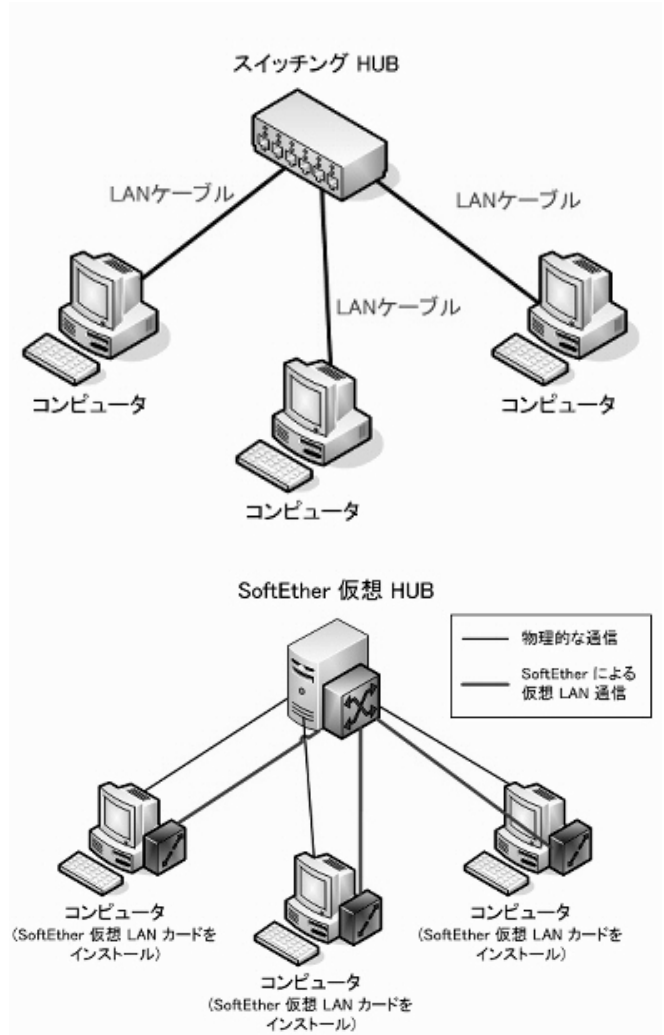 スイッチング HUB
LANケーブル
LANケーブル
LANケーブル
コンピュータ
コンピュータ
コンピュータ
SoftEther 仮想 HUB
物理的な通信
SoftEther による
仮想 LAN 通信
コンピュータ
(SoftEther 仮想 LAN カードを
インストール)
コンピュータ
(SoftEther 仮想 LAN カードを
インストール)
コンピュータ
(SoftEther 仮想 LAN カードを
インストール)